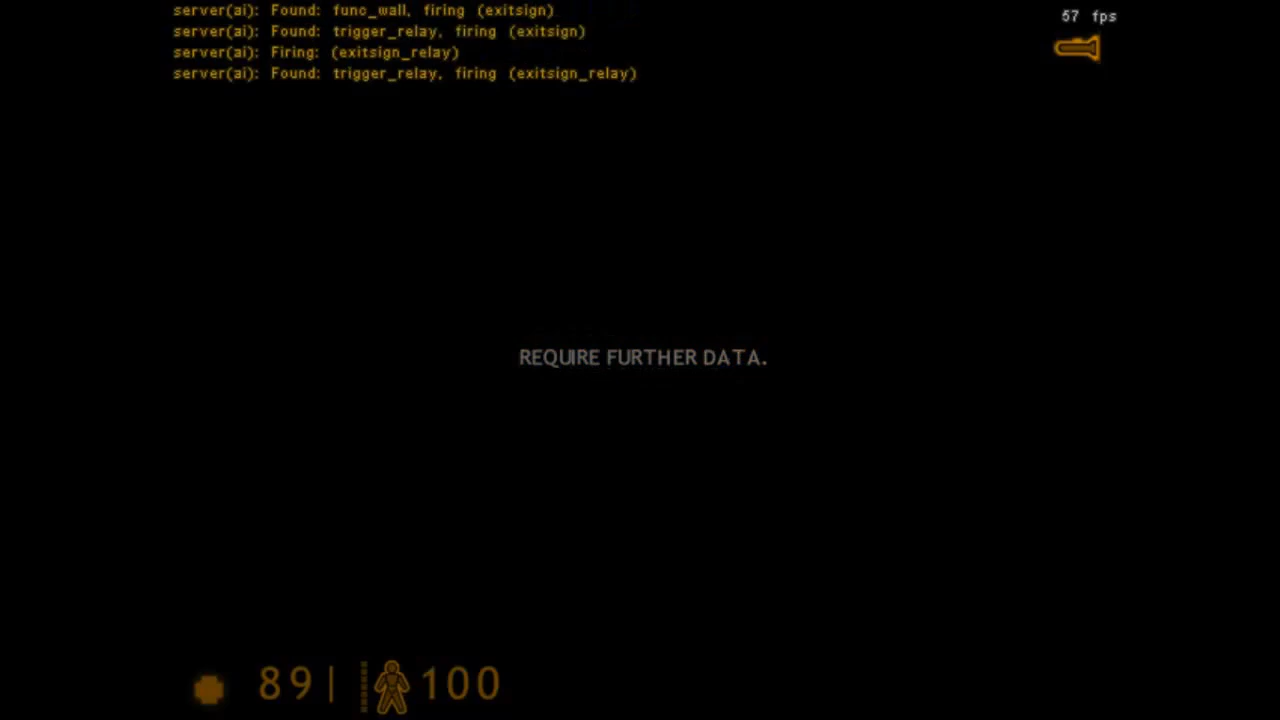 server(ai): Found: func_wall, firing (exitsign)
57 fps
server(ai): Found: trigger_relay, firing (exitsign)
server(ai): Firing: (exitsign_relay)
server(ai): Found: trigger_relay, firing (exitsign_relay)
REQUIRE FURTHER DATA.
89| 100